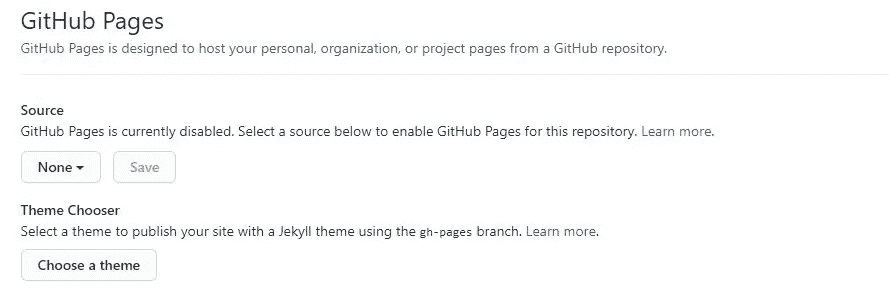 GitHub Pages
GitHub Pages is designed to host your personal, organization, or project pages from a GitHub repository.
Source
GitHub Pages is currently disabled. Select a source below to enable GitHub Pages for this repository. Learn more.
None Save
Theme Chooser
Select a theme to publish your site with a Jekyll theme using the gh-pages branch. Learn more.
Choose a theme